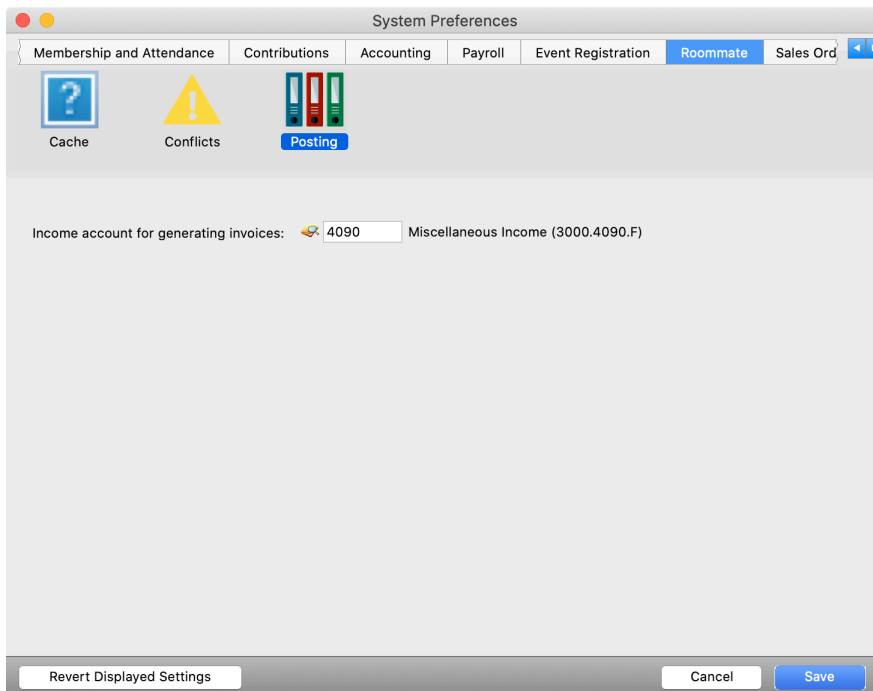 System Preferences
Membership and Attendance Contributions Accounting Payroll Event Registration Roommate Sales Ord
Cache Conflicts Posting
Income account for generating invoices: 4090 Miscellaneous Income (3000.4090.F)
Revert Displayed Settings Cancel Save